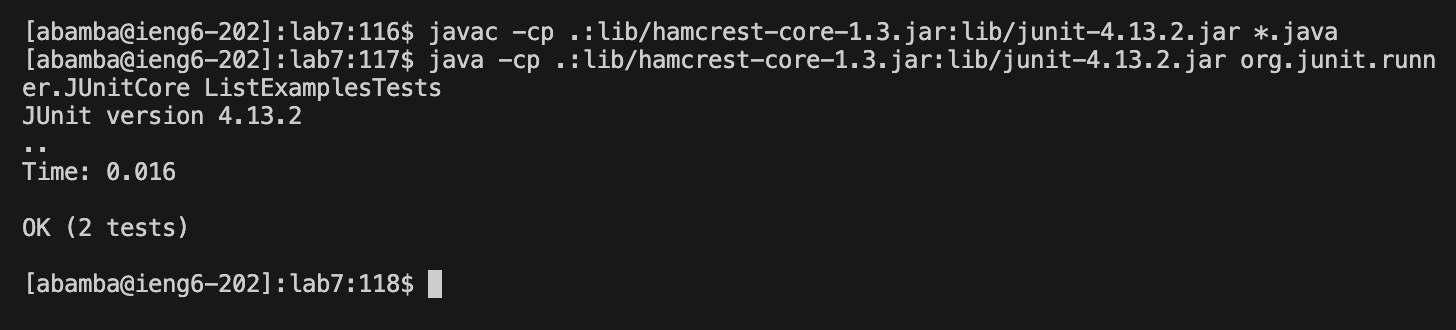 [abamba@ieng6-202]:lab7:116$ javac -cp .:lib/hamcrest-core-1.3.jar:lib/junit-4.13.2.jar *.java
[abamba@ieng6-202]:lab7:117$ java -cp .:lib/hamcrest-core-1.3.jar:lib/junit-4.13.2.jar org.junit.runn
er.JUnitCore ListExamplesTests
JUnit version 4.13.2
..
Time: 0.016
OK (2 tests)
[abamba@ieng6-202]:lab7:118$